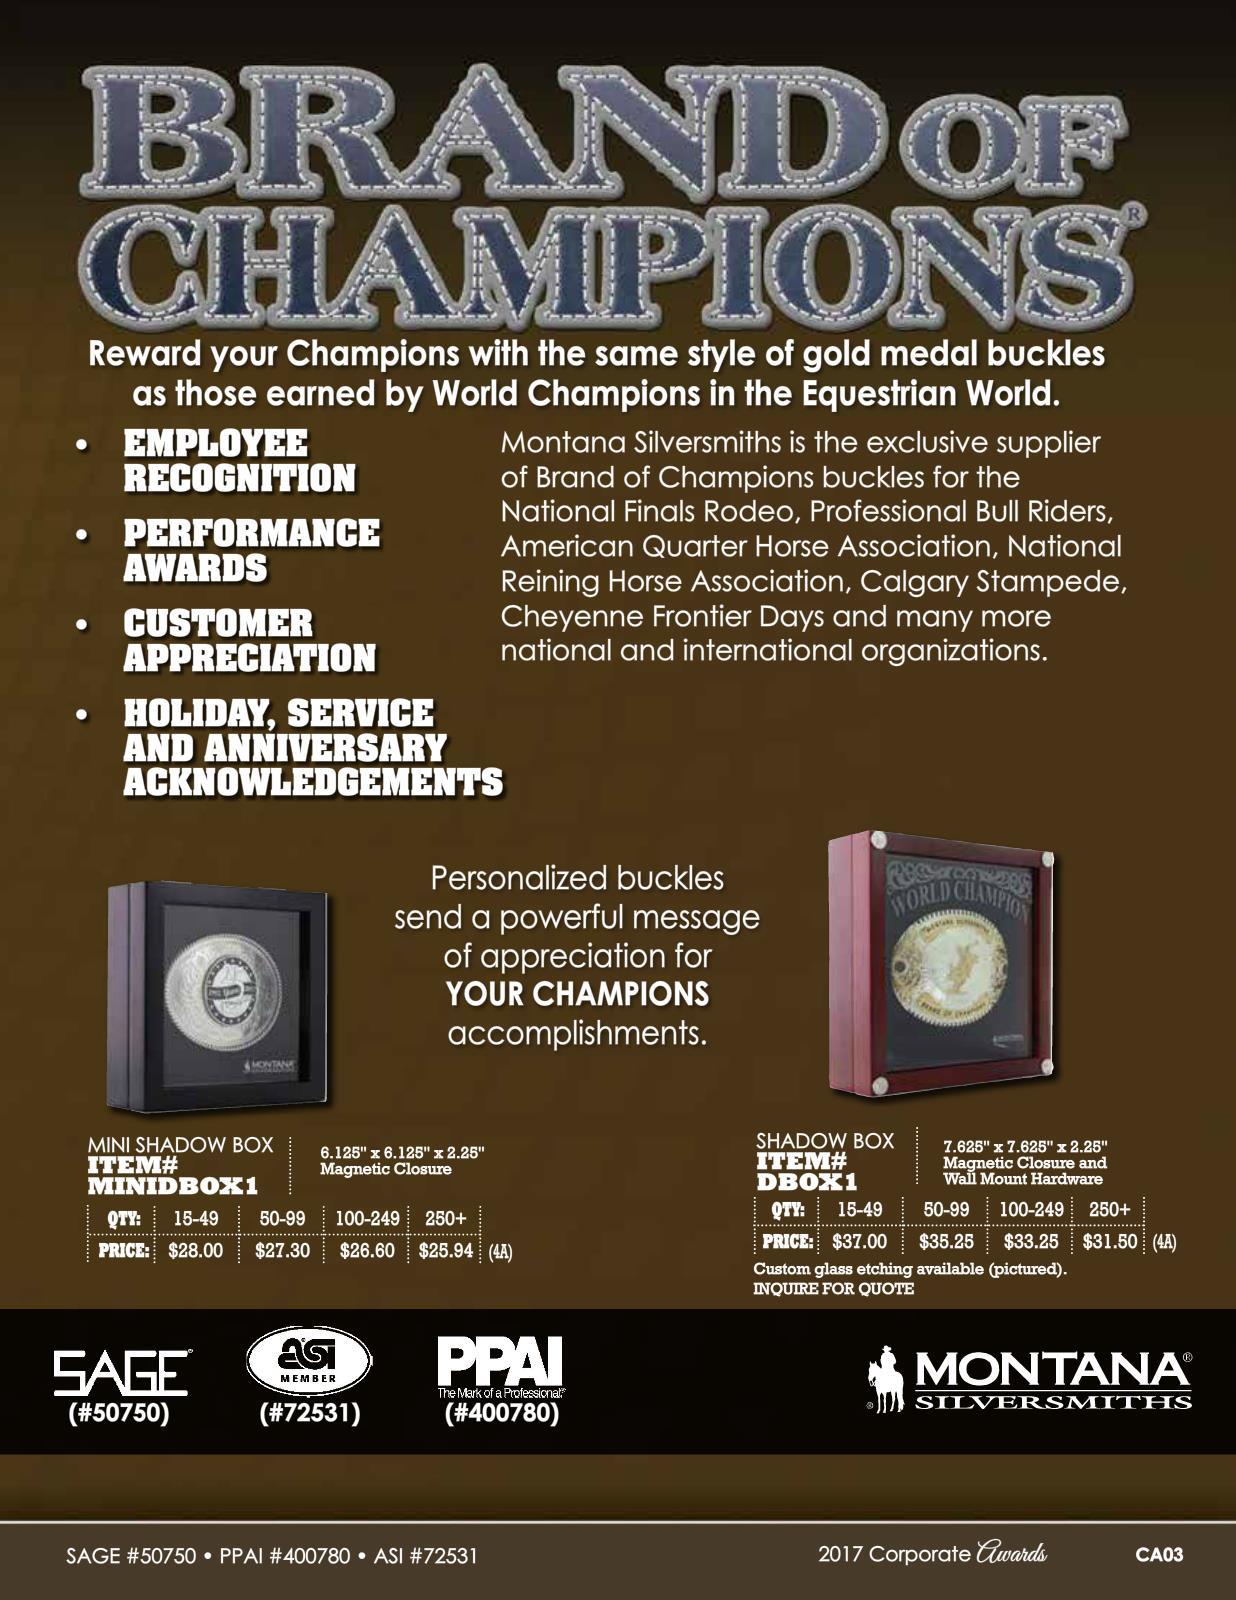 BRAND OF
CHAMPIONS®
Reward your Champions with the same style of gold medal buckles
as those earned by World Champions in the Equestrian World.
• EMPLOYEE
RECOGNITION
• PERFORMANCE
AWARDS
• CUSTOMER
APPRECIATION
• HOLIDAY, SERVICE
AND ANNIVERSARY
ACKNOWLEDGEMENTS
Montana Silversmiths is the exclusive supplier
of Brand of Champions buckles for the
National Finals Rodeo, Professional Bull Riders,
American Quarter Horse Association, National
Reining Horse Association, Calgary Stampede,
Cheyenne Frontier Days and many more
national and international organizations.
Personalized buckles
send a powerful message
of appreciation for
YOUR CHAMPIONS
accomplishments.
MONTANA
WORLD CHAMPION
MONTANA SILVERSMITHS
BRAND OF CHAMPIONS
MONTANA
MINI SHADOW BOX
ITEM#
MINIDBOX1
6.125" x 6.125" x 2.25"
Magnetic Closure
QTY: 15-49 50-99 100-249 250+
PRICE: $28.00 $27.30 $26.60 $25.94 (4A)
SHADOW BOX
ITEM#
DBOX1
7.625" x 7.625" x 2.25"
Magnetic Closure and
Wall Mount Hardware
QTY: 15-49 50-99 100-249 250+
PRICE: $37.00 $35.25 $33.25 $31.50 (4A)
Custom glass etching available (pictured).
INQUIRE FOR QUOTE
SAGE®
(#50750)
ASI
MEMBER
(#72531)
PPAI
The Mark of a Professional®
(#400780)
MONTANA®
SILVERSMITHS
SAGE #50750 • PPAI #400780 • ASI #72531
2017 Corporate Awards
CA03